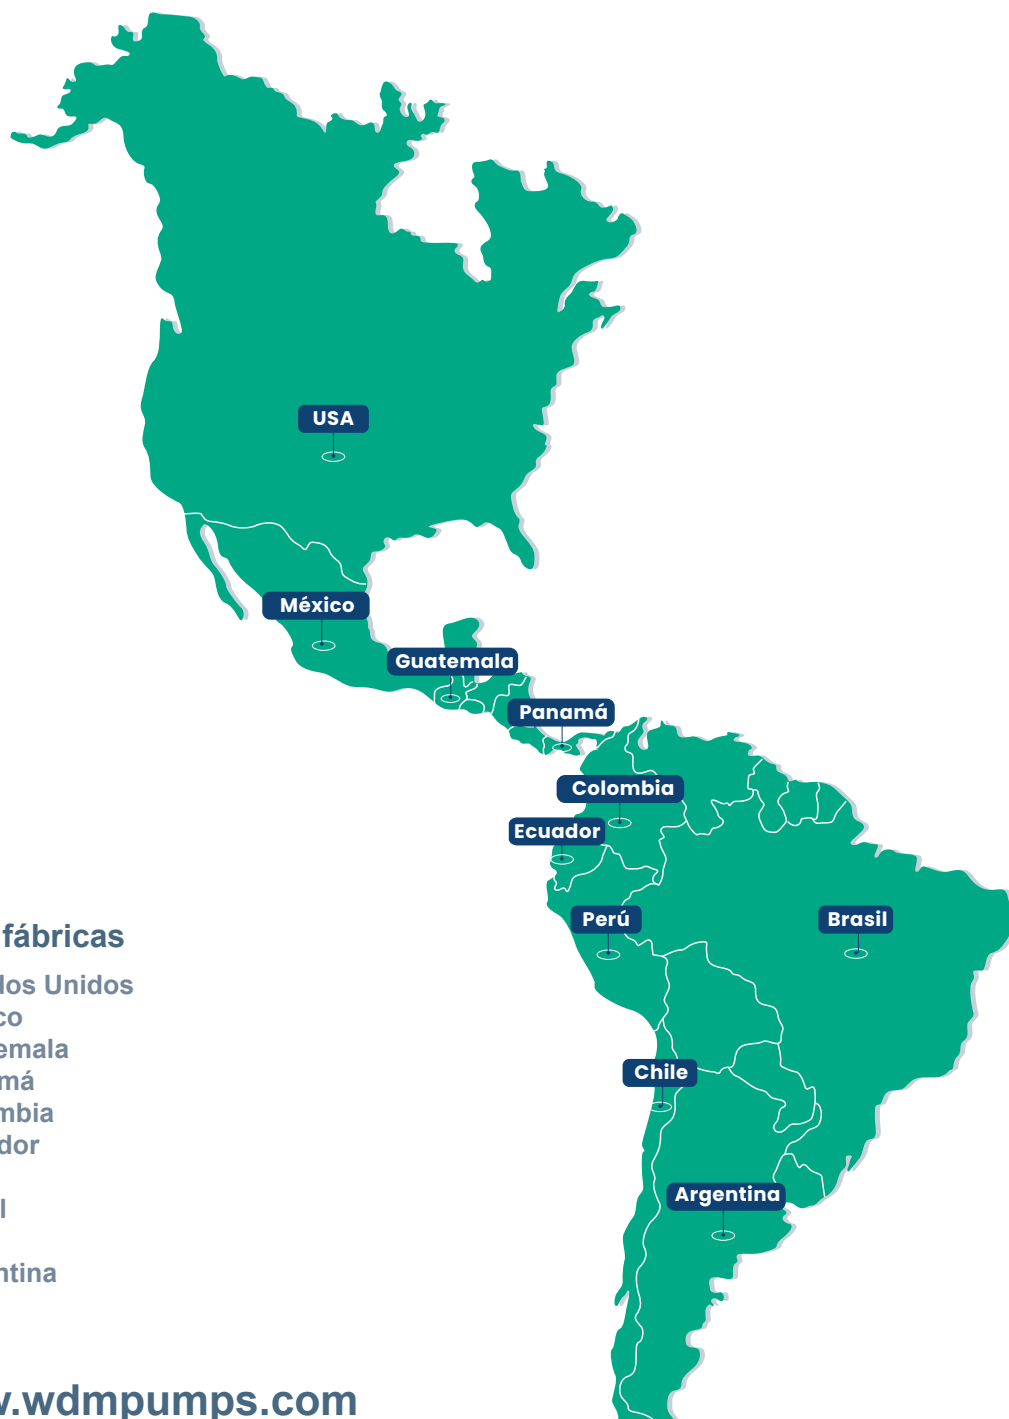 USA
México
Guatemala
Panamá
Colombia
Ecuador
Perú
Brasil
Chile
Argentina
fábricas
dos Unidos
co
emala
má
mbia
dor
l
ntina
w.wdmpumps.com